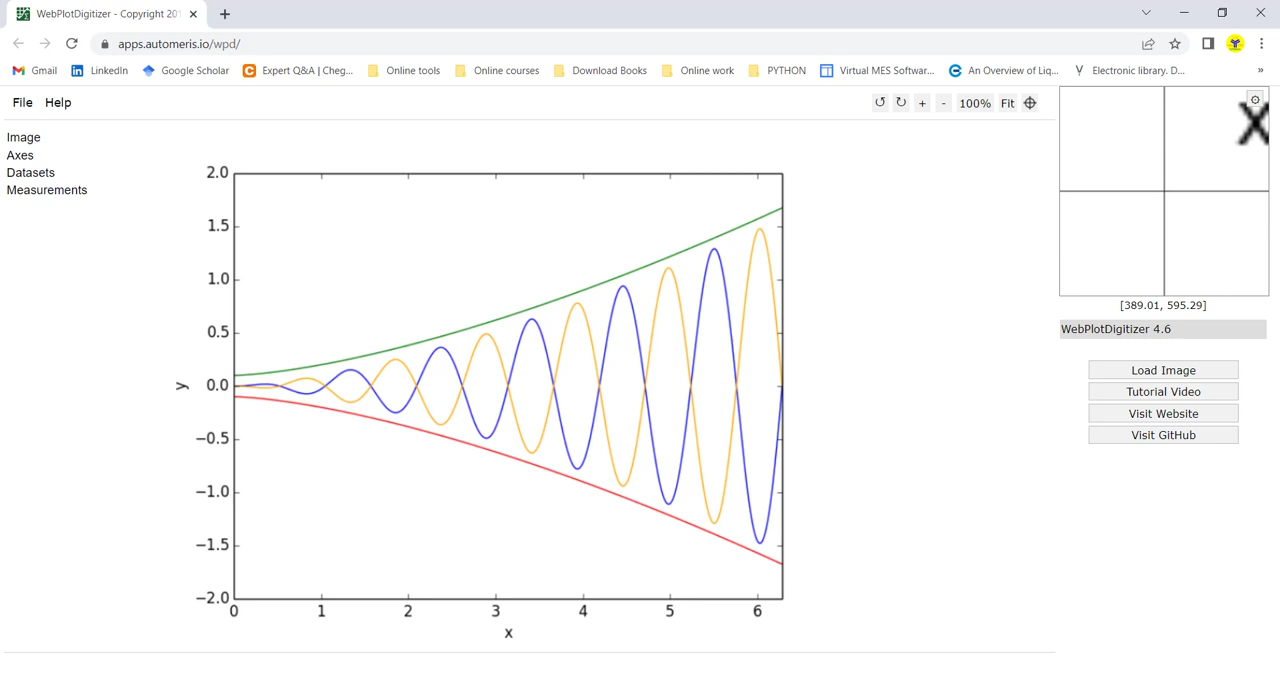 WebPlotDigitizer - Copyright 201
apps.automeris.io/wpd/
Gmail LinkedIn Google Scholar Expert Q&A | Cheg... Online tools Online courses Download Books Online work PYTHON Virtual MES Softwar... An Overview of Liq... Electronic library. D... »
File Help
↺ ↻ + - 100% Fit
Image
Axes
Datasets
Measurements
2.0
1.5
1.0
0.5
0.0
−0.5
−1.0
−1.5
−2.0
y
0 1 2 3 4 5 6
x
x
[389.01, 595.29]
WebPlotDigitizer 4.6
Load Image
Tutorial Video
Visit Website
Visit GitHub